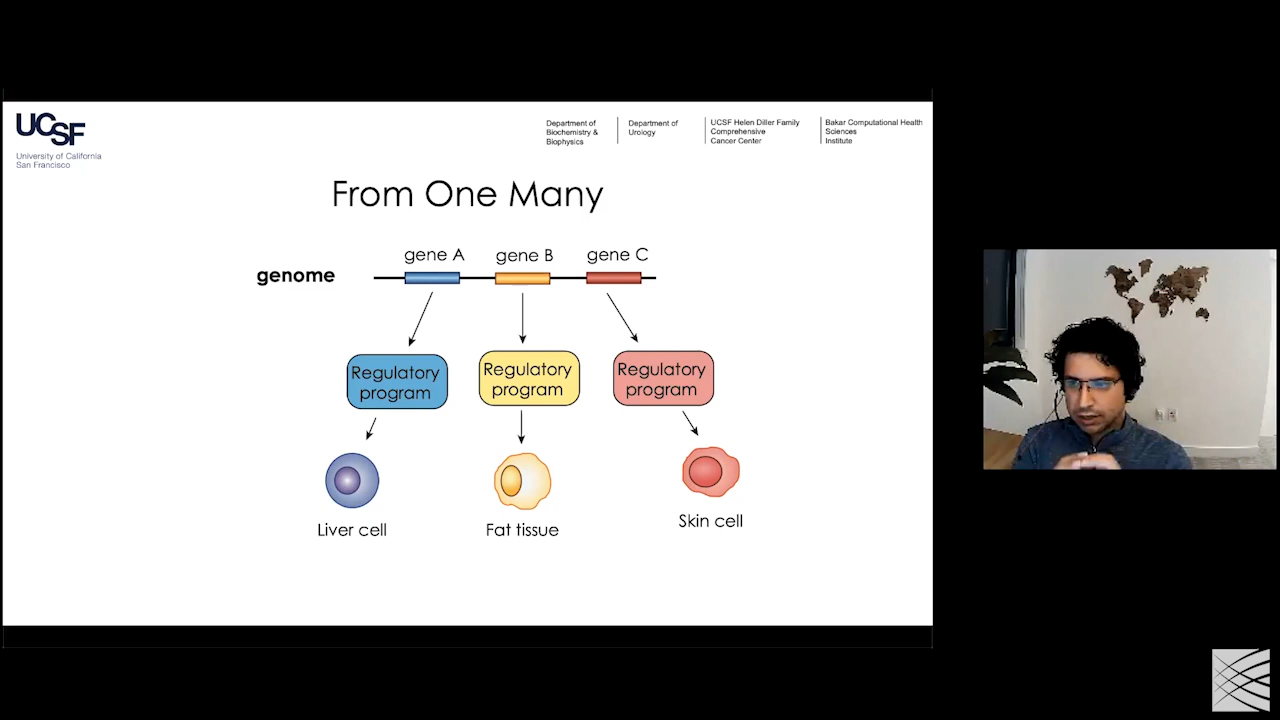 UCSF
University of California
San Francisco
Department of
Biochemistry &
Biophysics
Department of
Urology
UCSF Helen Diller Family
Comprehensive
Cancer Center
Bakar Computational Health
Sciences
Institute
From One Many
genome
gene A
gene B
gene C
Regulatory
program
Regulatory
program
Regulatory
program
Liver cell
Fat tissue
Skin cell